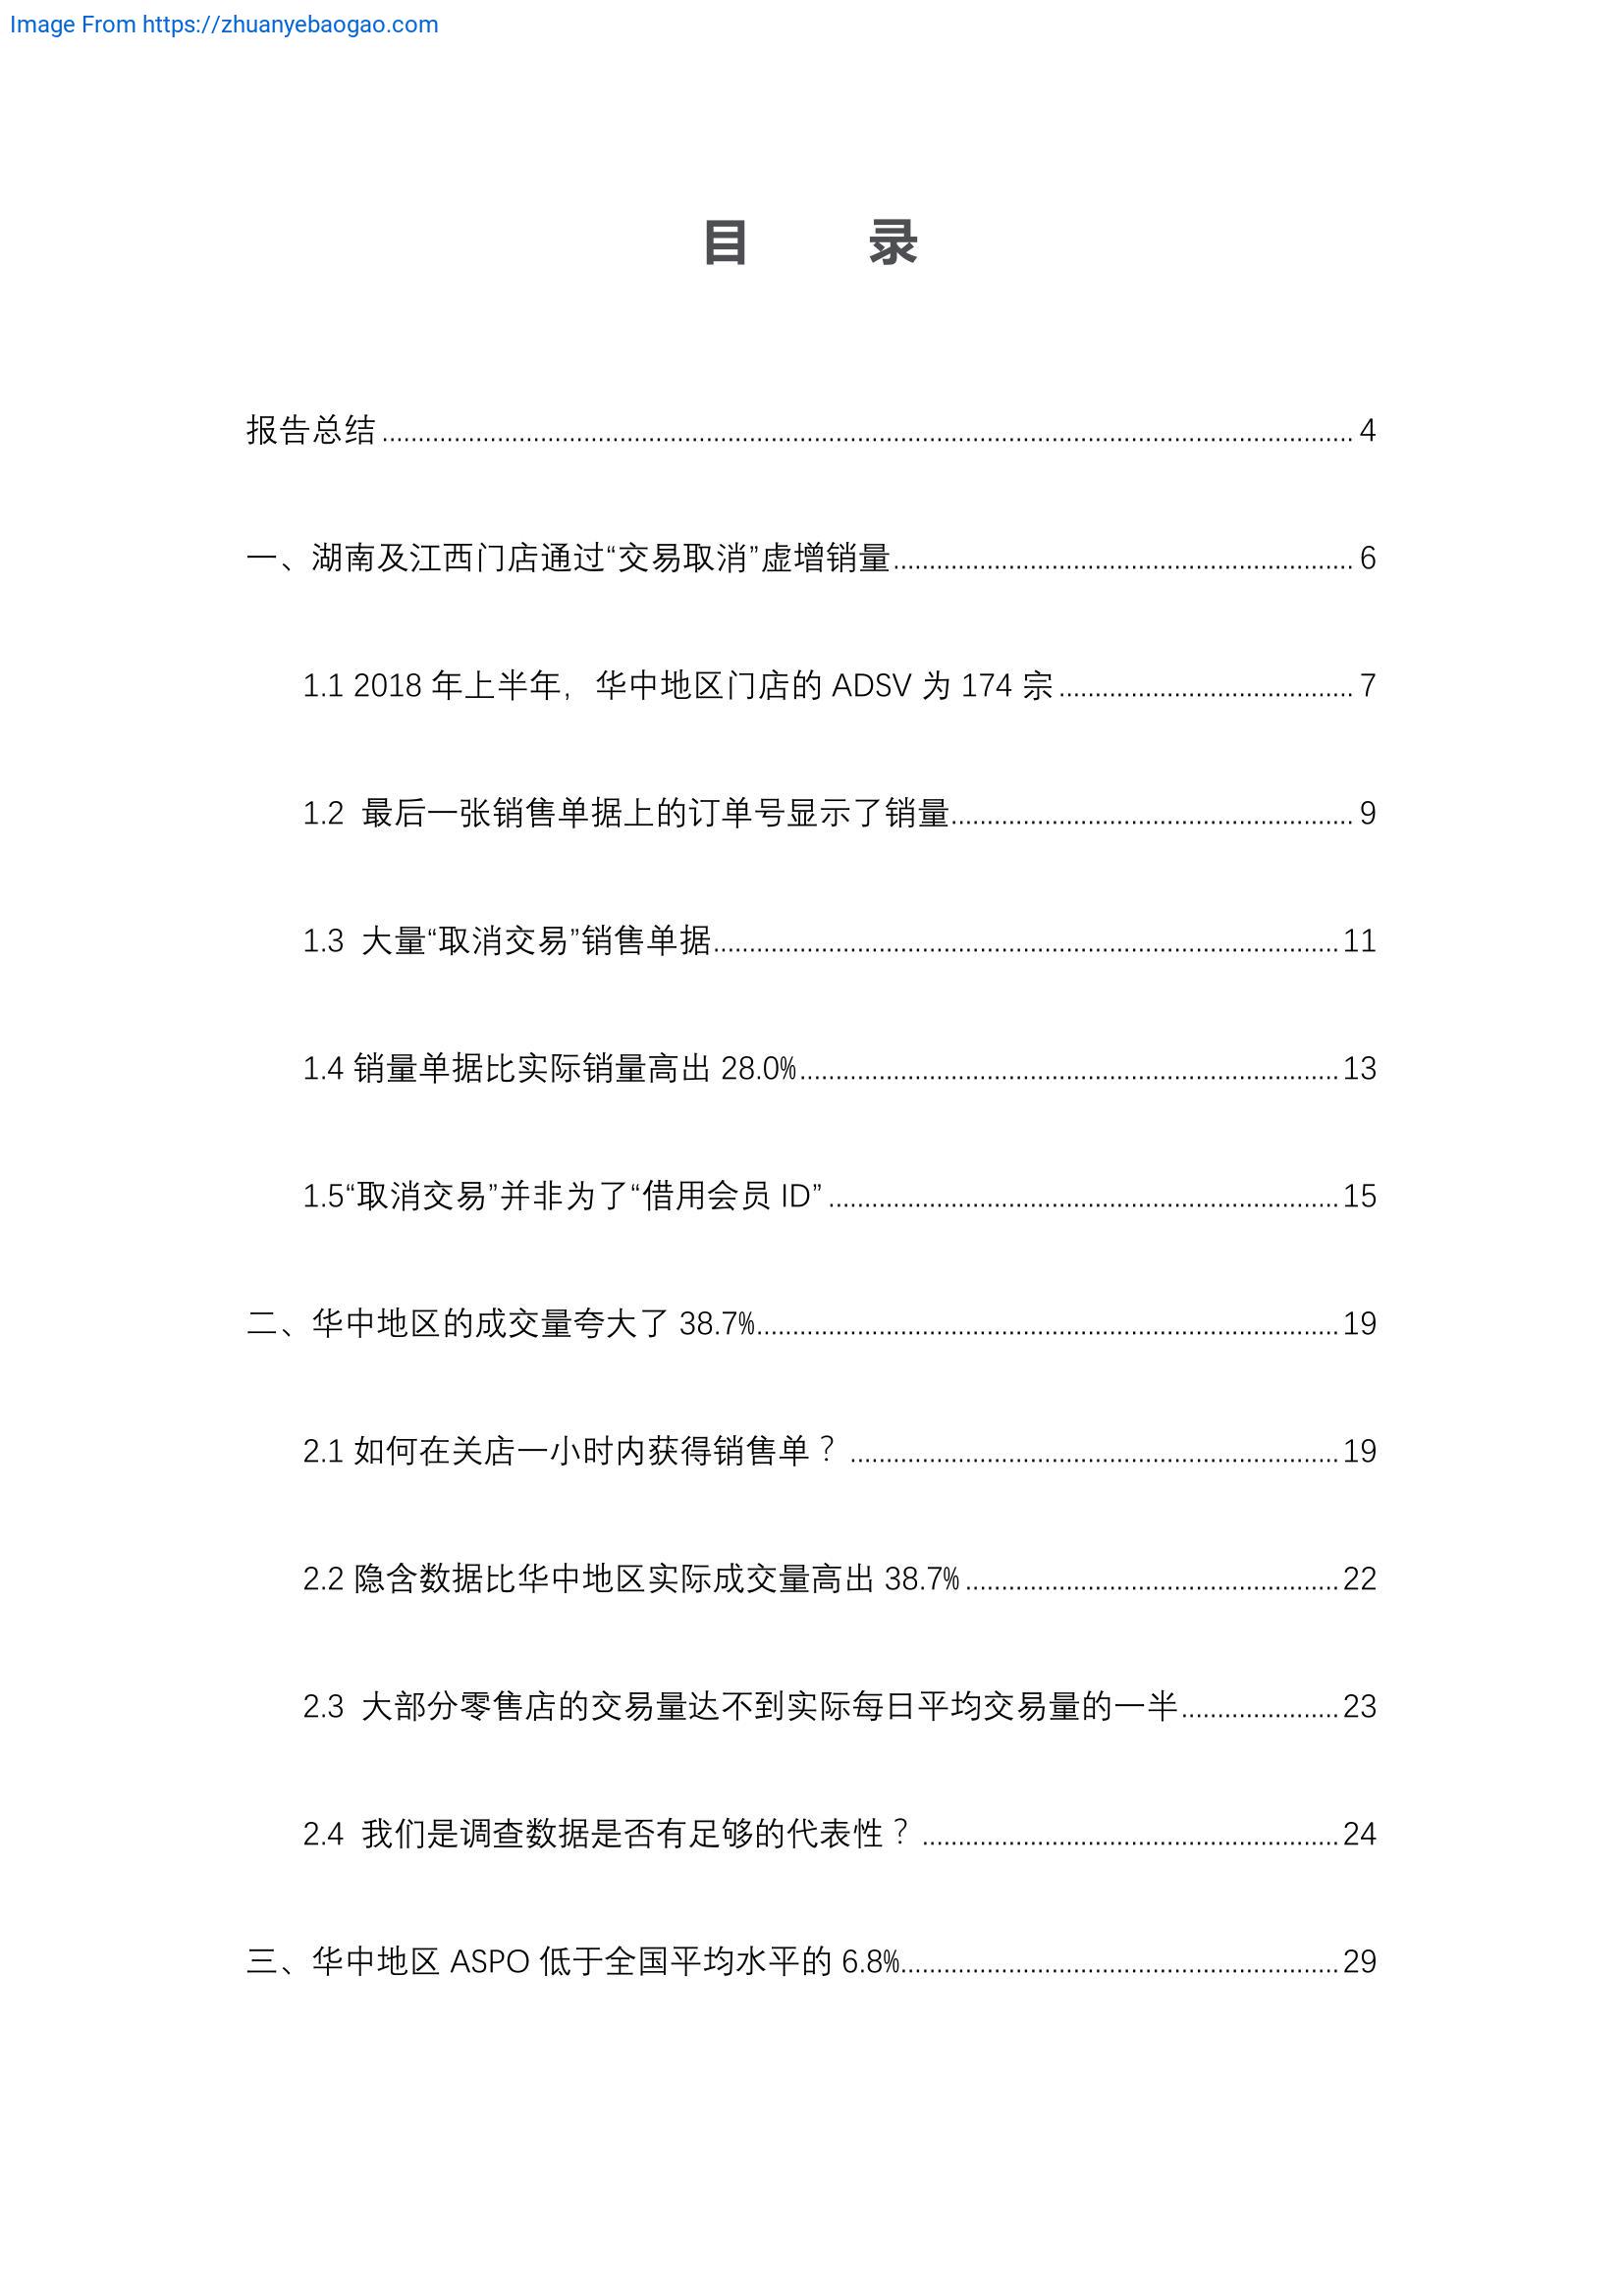 Image From https://zhuanyebaogao.com
目 录
报告总结 4
一、湖南及江西门店通过“交易取消”虚增销量 6
1.1 2018 年上半年，华中地区门店的 ADSV 为 174 宗 7
1.2 最后一张销售单据上的订单号显示了销量 9
1.3 大量“取消交易”销售单据 11
1.4 销量单据比实际销量高出 28.0% 13
1.5“取消交易”并非为了“借用会员 ID” 15
二、华中地区的成交量夸大了 38.7% 19
2.1 如何在关店一小时内获得销售单？ 19
2.2 隐含数据比华中地区实际成交量高出 38.7% 22
2.3 大部分零售店的交易量达不到实际每日平均交易量的一半 23
2.4 我们是调查数据是否有足够的代表性？ 24
三、华中地区 ASPO 低于全国平均水平的 6.8% 29